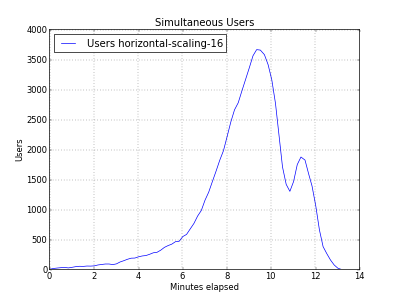 Simultaneous Users
4000
Users horizontal-scaling-16
3500
3000
2500
2000
Users
1500
1000
500
0
0 2 4 6 8 10 12 14
Minutes elapsed